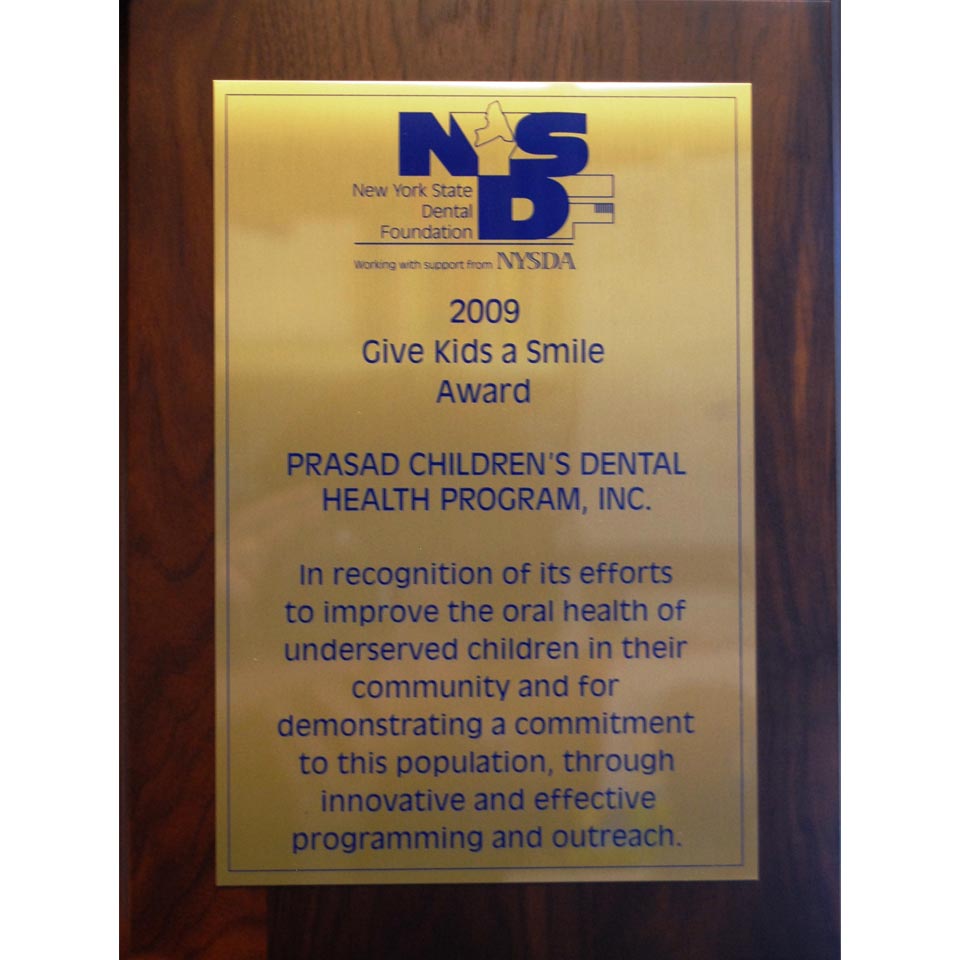 NYSDF
New York State
Dental
Foundation
Working with support from NYSDA
2009
Give Kids a Smile
Award
PRASAD CHILDREN'S DENTAL
HEALTH PROGRAM, INC.
In recognition of its efforts
to improve the oral health of
underserved children in their
community and for
demonstrating a commitment
to this population, through
innovative and effective
programming and outreach.